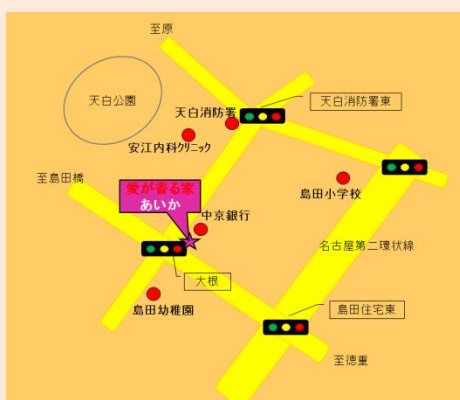 至原
天白公園
天白消防署
天白消防署東
安江内科クリニック
至島田橋
島田小学校
愛が香る家
あいか
中京銀行
名古屋第二環状線
大根
島田幼稚園
島田住宅東
至徳重